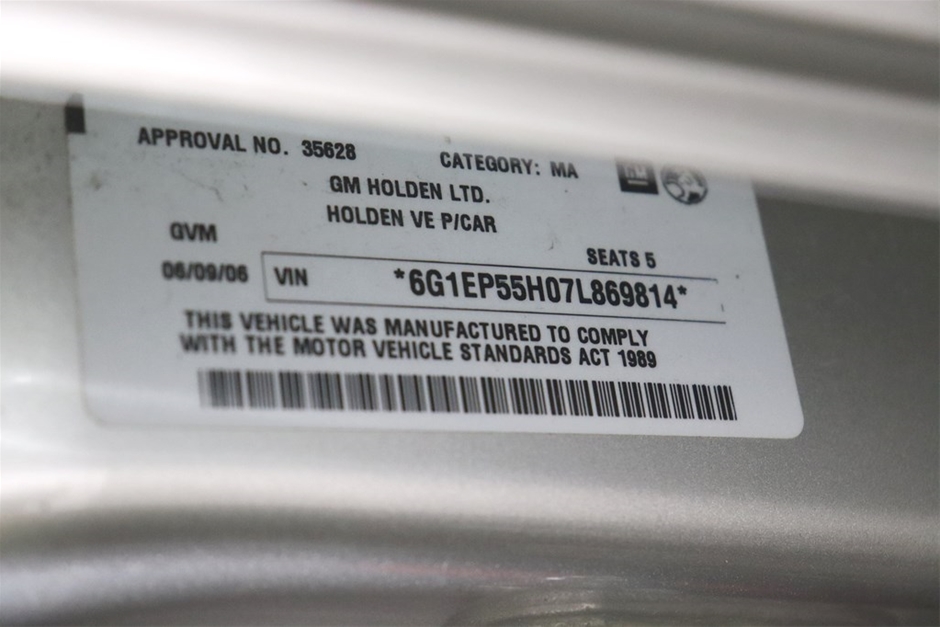 APPROVAL NO. 35628 CATEGORY: MA GM
GM HOLDEN LTD.
HOLDEN VE P/CAR
GVM SEATS 5
06/09/06 VIN *6G1EP55H07L869814*
THIS VEHICLE WAS MANUFACTURED TO COMPLY
WITH THE MOTOR VEHICLE STANDARDS ACT 1989